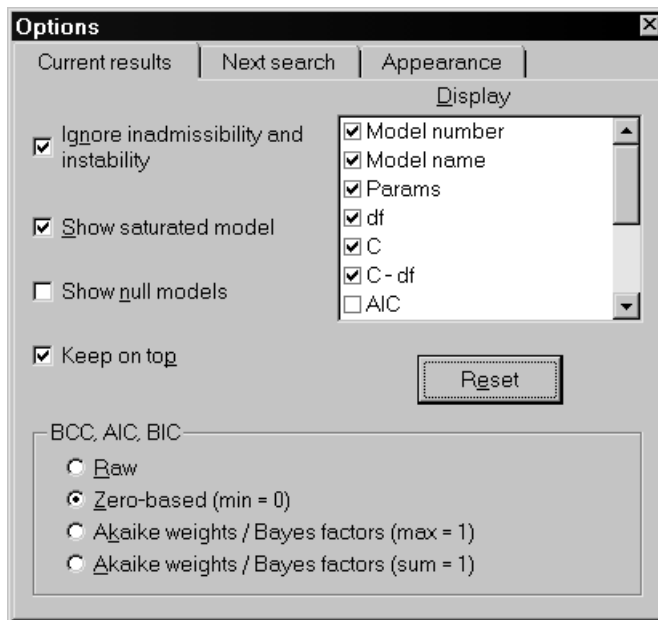 Options
Current results
Next search
Appearance
Ignore inadmissibility and
instability
Show saturated model
Show null models
Keep on top
Display
Model number
Model name
Params
df
C
C - df
AIC
Reset
BCC, AIC, BIC
Raw
Zero-based (min = 0)
Akaike weights / Bayes factors (max = 1)
Akaike weights / Bayes factors (sum = 1)